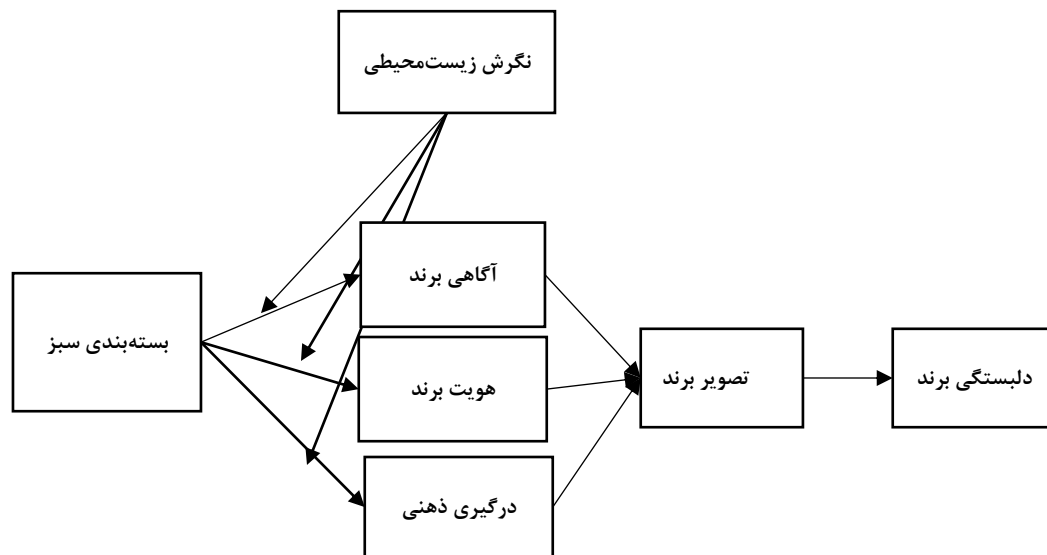 نگرش زیست‌محیطی
آگاهی برند
بسته‌بندی سبز
هویت برند
تصویر برند
دلبستگی برند
درگیری ذهنی